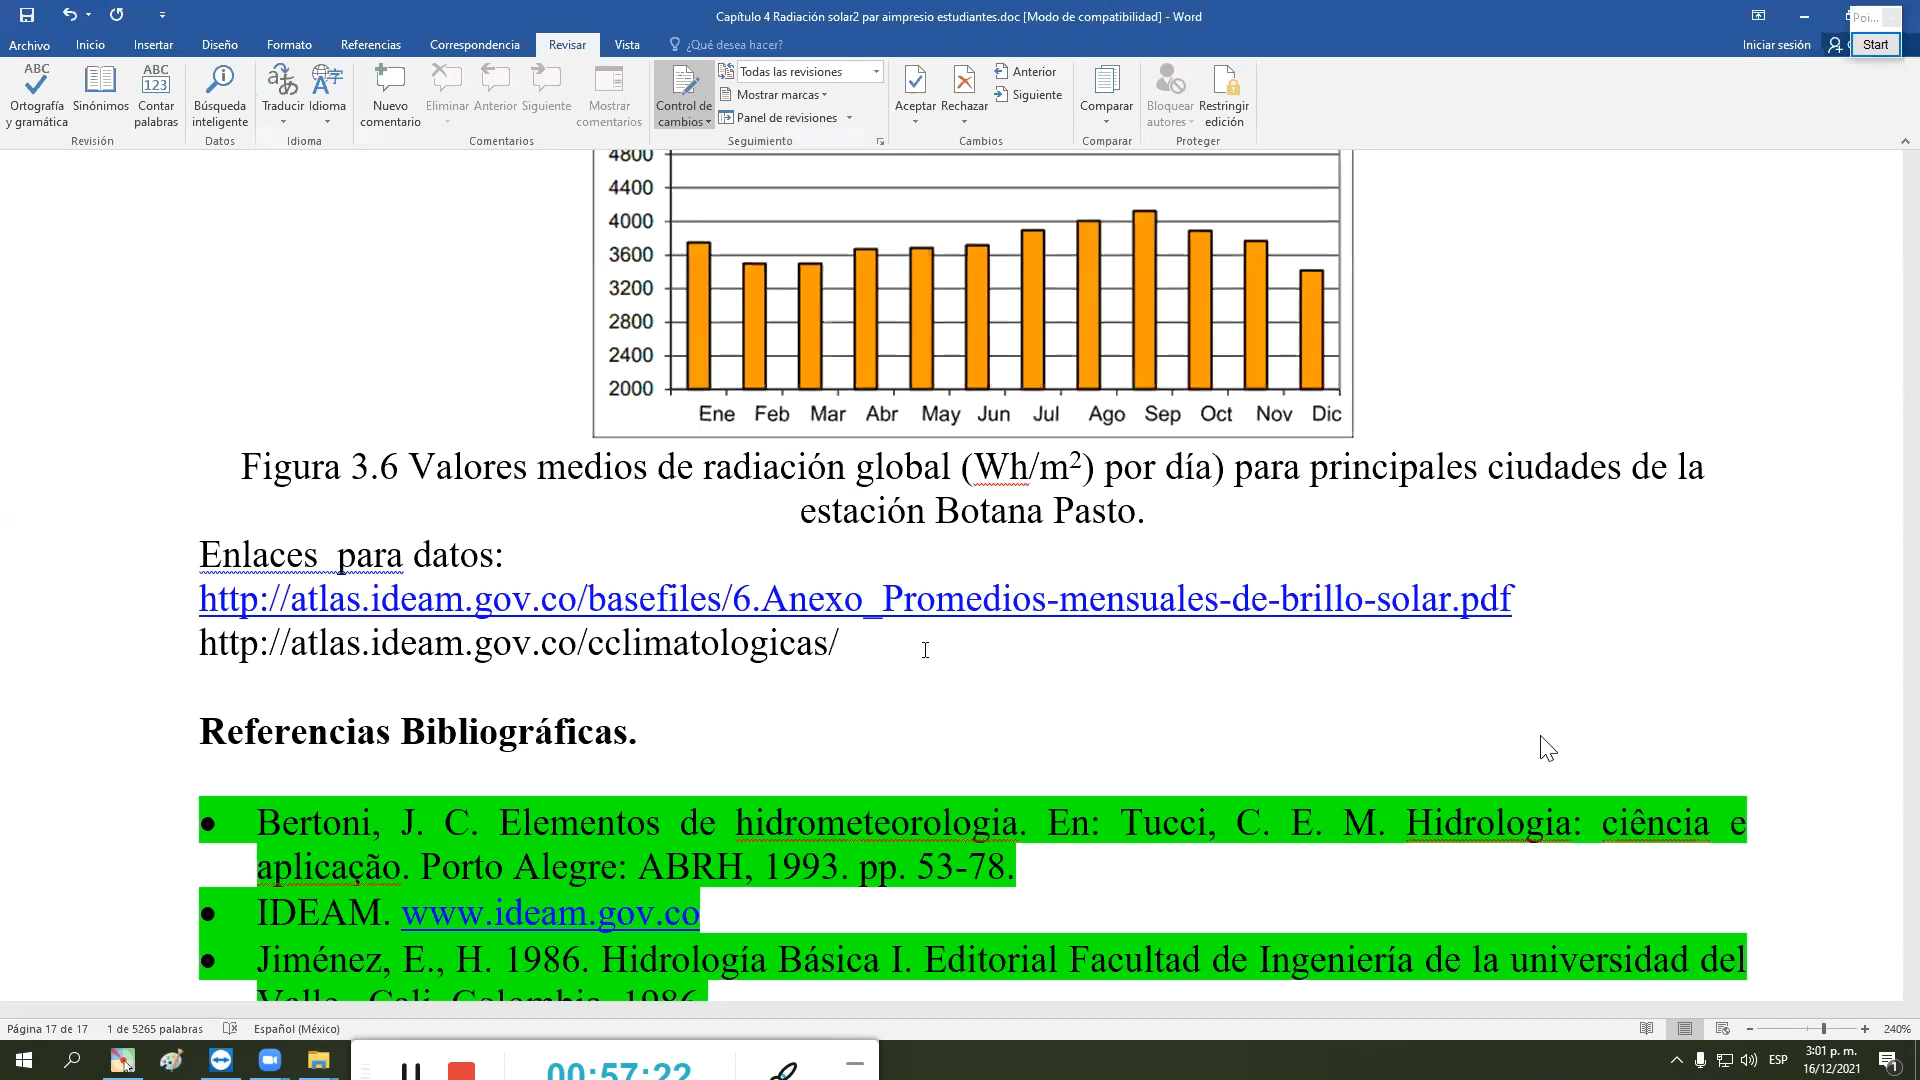 Capítulo 4 Radiación solar2 par aimpresio estudiantes.doc [Modo de compatibilidad] - Word
Poi...
Archivo Inicio Insertar Diseño Formato Referencias Correspondencia Revisar Vista ¿Qué desea hacer? Iniciar sesión Start
ABC ABC 123
Ortografía y gramática
Sinónimos
Contar palabras
Búsqueda inteligente
Traducir
Idioma
Nuevo comentario
Eliminar
Anterior
Siguiente
Mostrar comentarios
Control de cambios
Todas las revisiones
Mostrar marcas
Panel de revisiones
Aceptar
Rechazar
Anterior
Siguiente
Comparar
Bloquear autores
Restringir edición
Revisión Datos Idioma Comentarios Seguimiento Cambios Comparar Proteger
4800
4400
4000
3600
3200
2800
2400
2000
Ene Feb Mar Abr May Jun Jul Ago Sep Oct Nov Dic
Figura 3.6 Valores medios de radiación global (Wh/m²) por día) para principales ciudades de la
estación Botana Pasto.
Enlaces para datos:
http://atlas.ideam.gov.co/basefiles/6.Anexo_Promedios-mensuales-de-brillo-solar.pdf
http://atlas.ideam.gov.co/cclimatologicas/
Referencias Bibliográficas.
• Bertoni, J. C. Elementos de hidrometeorologia. En: Tucci, C. E. M. Hidrologia: ciência e
aplicação. Porto Alegre: ABRH, 1993. pp. 53-78.
• IDEAM. www.ideam.gov.co
• Jiménez, E., H. 1986. Hidrología Básica I. Editorial Facultad de Ingeniería de la universidad del
Valle. Cali Colombia. 1986.
Página 17 de 17 1 de 5265 palabras Español (México) 240%
00:57:22
ESP
3:01 p. m.
16/12/2021
1